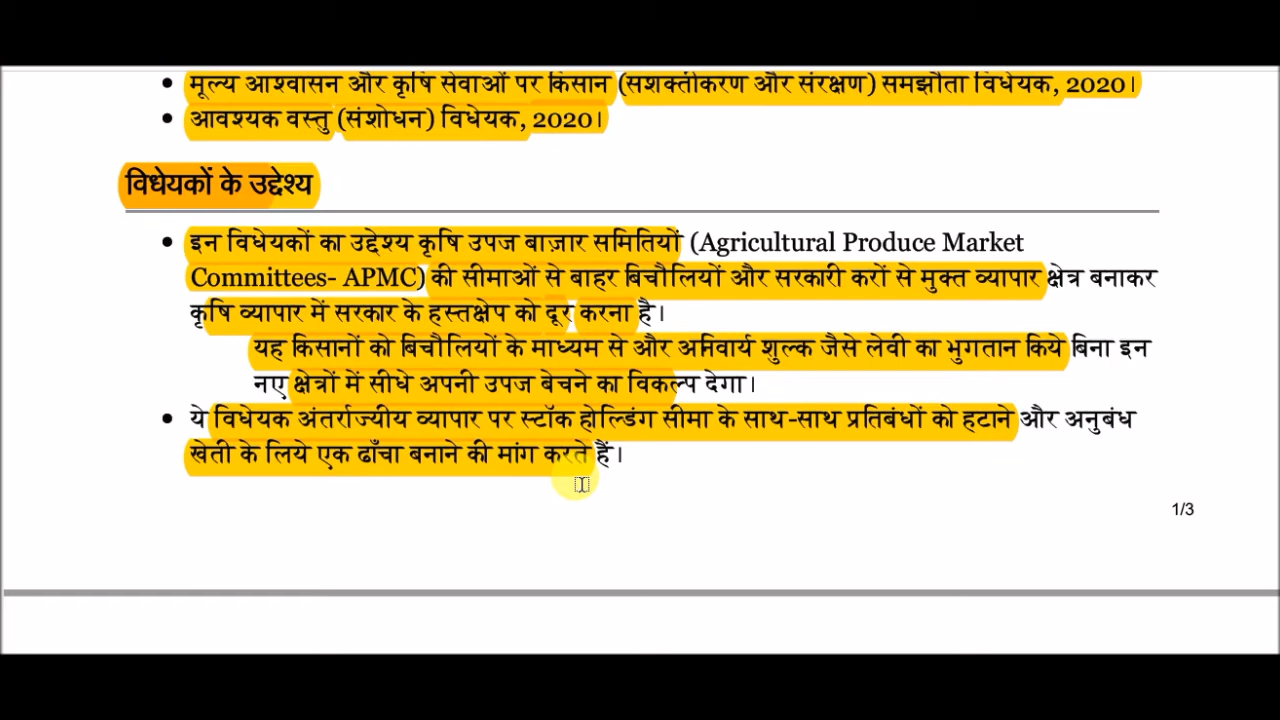 • मूल्य आश्वासन और कृषि सेवाओं पर किसान (सशक्तीकरण और संरक्षण) समझौता विधेयक, 2020।
• आवश्यक वस्तु (संशोधन) विधेयक, 2020।
विधेयकों के उद्देश्य
• इन विधेयकों का उद्देश्य कृषि उपज बाज़ार समितियों (Agricultural Produce Market
Committees- APMC) की सीमाओं से बाहर बिचौलियों और सरकारी करों से मुक्त व्यापार क्षेत्र बनाकर
कृषि व्यापार में सरकार के हस्तक्षेप को दूर करना है।
यह किसानों को बिचौलियों के माध्यम से और अनिवार्य शुल्क जैसे लेवी का भुगतान किये बिना इन
नए क्षेत्रों में सीधे अपनी उपज बेचने का विकल्प देगा।
• ये विधेयक अंतर्राज्यीय व्यापार पर स्टॉक होल्डिंग सीमा के साथ-साथ प्रतिबंधों को हटाने और अनुबंध
खेती के लिये एक ढाँचा बनाने की मांग करते हैं।
1/3